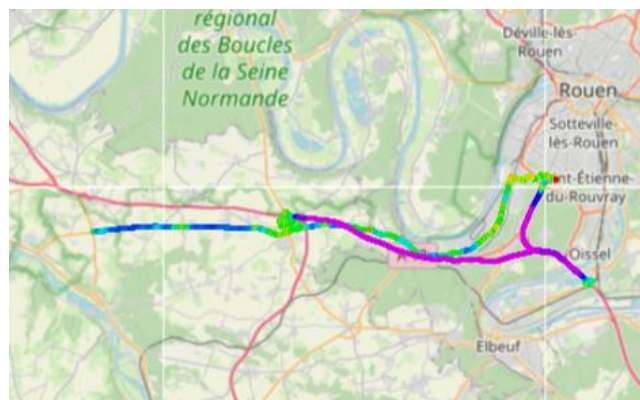 régional
des Boucles
de la Seine
Normande
Déville-lès-
Rouen
Rouen
Sotteville-
lès-Rouen
nt-Étienne-
du-Rouvray
Oissel
Elbeuf